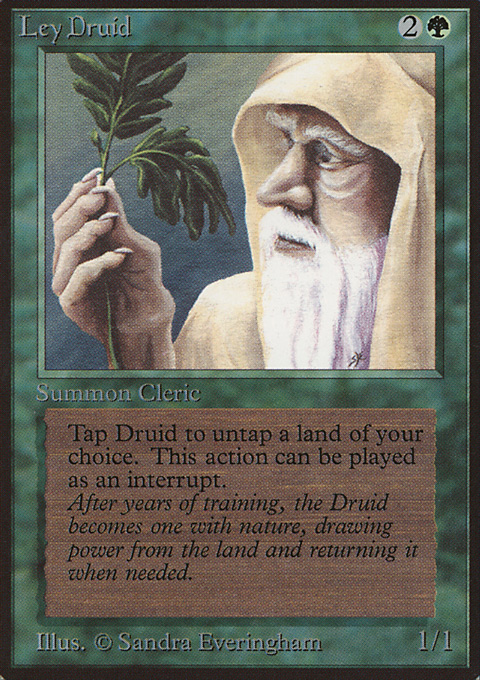 Ley Druid 2
Summon Cleric
Tap Druid to untap a land of your
choice. This action can be played
as an interrupt.
After years of training, the Druid
becomes one with nature, drawing
power from the land and returning it
when needed.
Illus. © Sandra Everingham 1/1